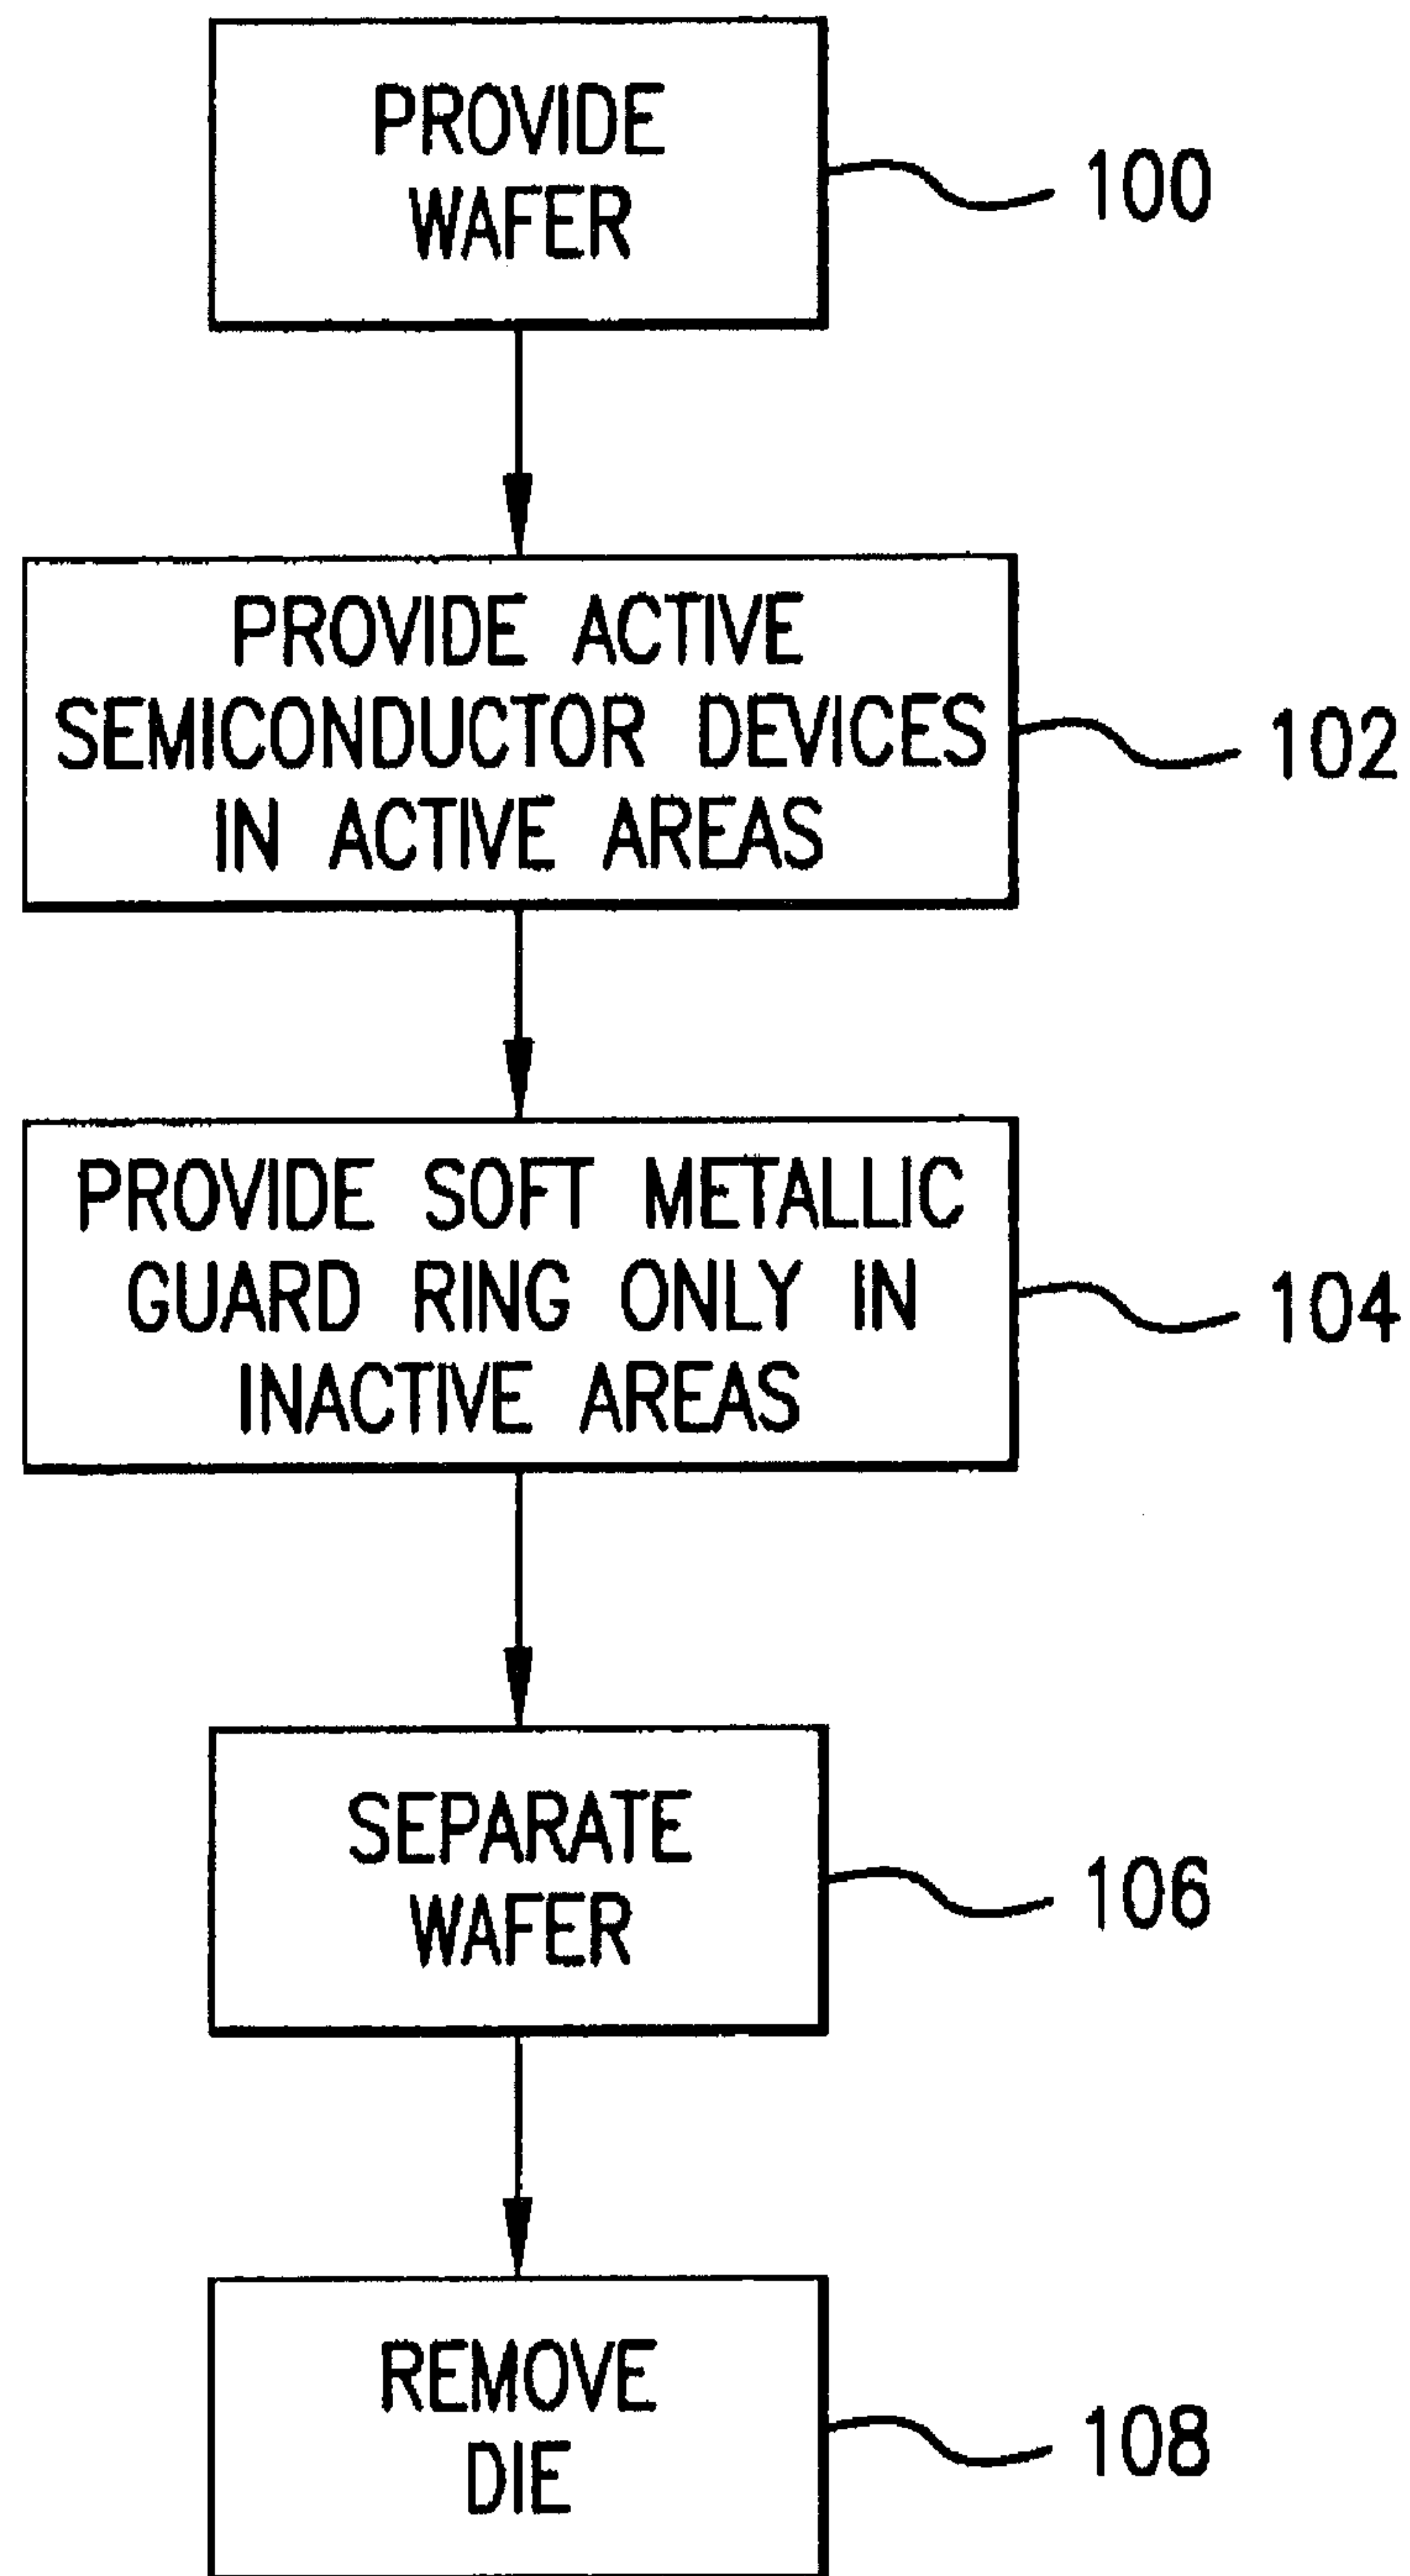 PROVIDE
WAFER
100
PROVIDE ACTIVE
SEMICONDUCTOR DEVICES
IN ACTIVE AREAS
102
PROVIDE SOFT METALLIC
GUARD RING ONLY IN
INACTIVE AREAS
104
SEPARATE
WAFER
106
REMOVE
DIE
108